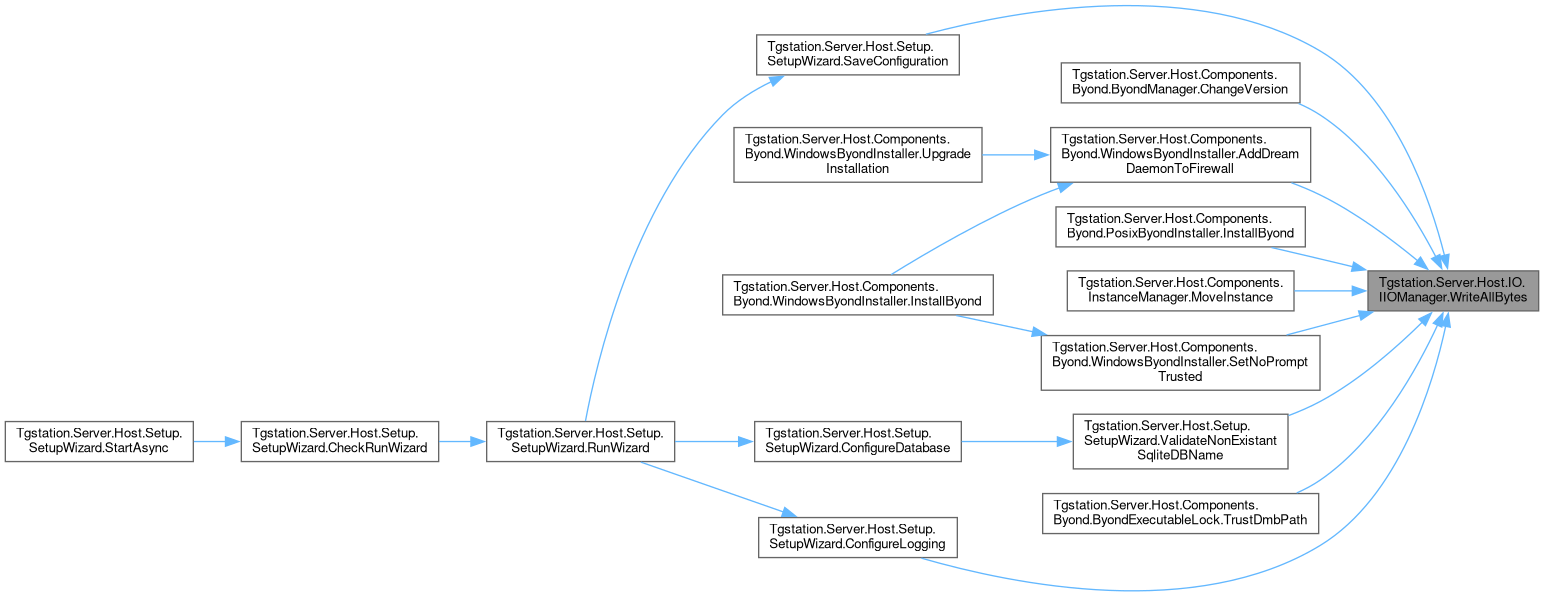 Tgstation.Server.Host.Setup.
SetupWizard.SaveConfiguration
Tgstation.Server.Host.Components.
Byond.ByondManager.ChangeVersion
Tgstation.Server.Host.Components.
Byond.WindowsByondInstaller.Upgrade
Installation
Tgstation.Server.Host.Components.
Byond.WindowsByondInstaller.AddDream
DaemonToFirewall
Tgstation.Server.Host.Components.
Byond.PosixByondInstaller.InstallByond
Tgstation.Server.Host.Components.
Byond.WindowsByondInstaller.InstallByond
Tgstation.Server.Host.Components.
InstanceManager.MoveInstance
Tgstation.Server.Host.IO.
IIOManager.WriteAllBytes
Tgstation.Server.Host.Components.
Byond.WindowsByondInstaller.SetNoPrompt
Trusted
Tgstation.Server.Host.Setup.
SetupWizard.StartAsync
Tgstation.Server.Host.Setup.
SetupWizard.CheckRunWizard
Tgstation.Server.Host.Setup.
SetupWizard.RunWizard
Tgstation.Server.Host.Setup.
SetupWizard.ConfigureDatabase
Tgstation.Server.Host.Setup.
SetupWizard.ValidateNonExistant
SqliteDBName
Tgstation.Server.Host.Components.
Byond.ByondExecutableLock.TrustDmbPath
Tgstation.Server.Host.Setup.
SetupWizard.ConfigureLogging